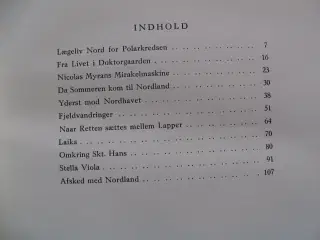 INDHOLD
Lægeliv Nord for Polarkredsen .. .. .. .. .. .. .. 7
Fra Livet i Doktorgaarden .. .. .. .. .. .. .. .. 16
Nicolas Myrans Mirakelmaskine .. .. .. .. .. .. .. 23
Da Sommeren kom til Nordland .. .. .. .. .. .. .. 30
Yderst mod Nordhavet .. .. .. .. .. .. .. .. .. 38
Fjeldvandringer .. .. .. .. .. .. .. .. .. .. 51
Naar Retten sættes mellem Lapper .. .. .. .. .. .. 64
Laika .. .. .. .. .. .. .. .. .. .. .. .. 70
Omkring Skt. Hans .. .. .. .. .. .. .. .. .. 80
Stella Viola .. .. .. .. .. .. .. .. .. .. .. 91
Afsked med Nordland .. .. .. .. .. .. .. .. .. 107